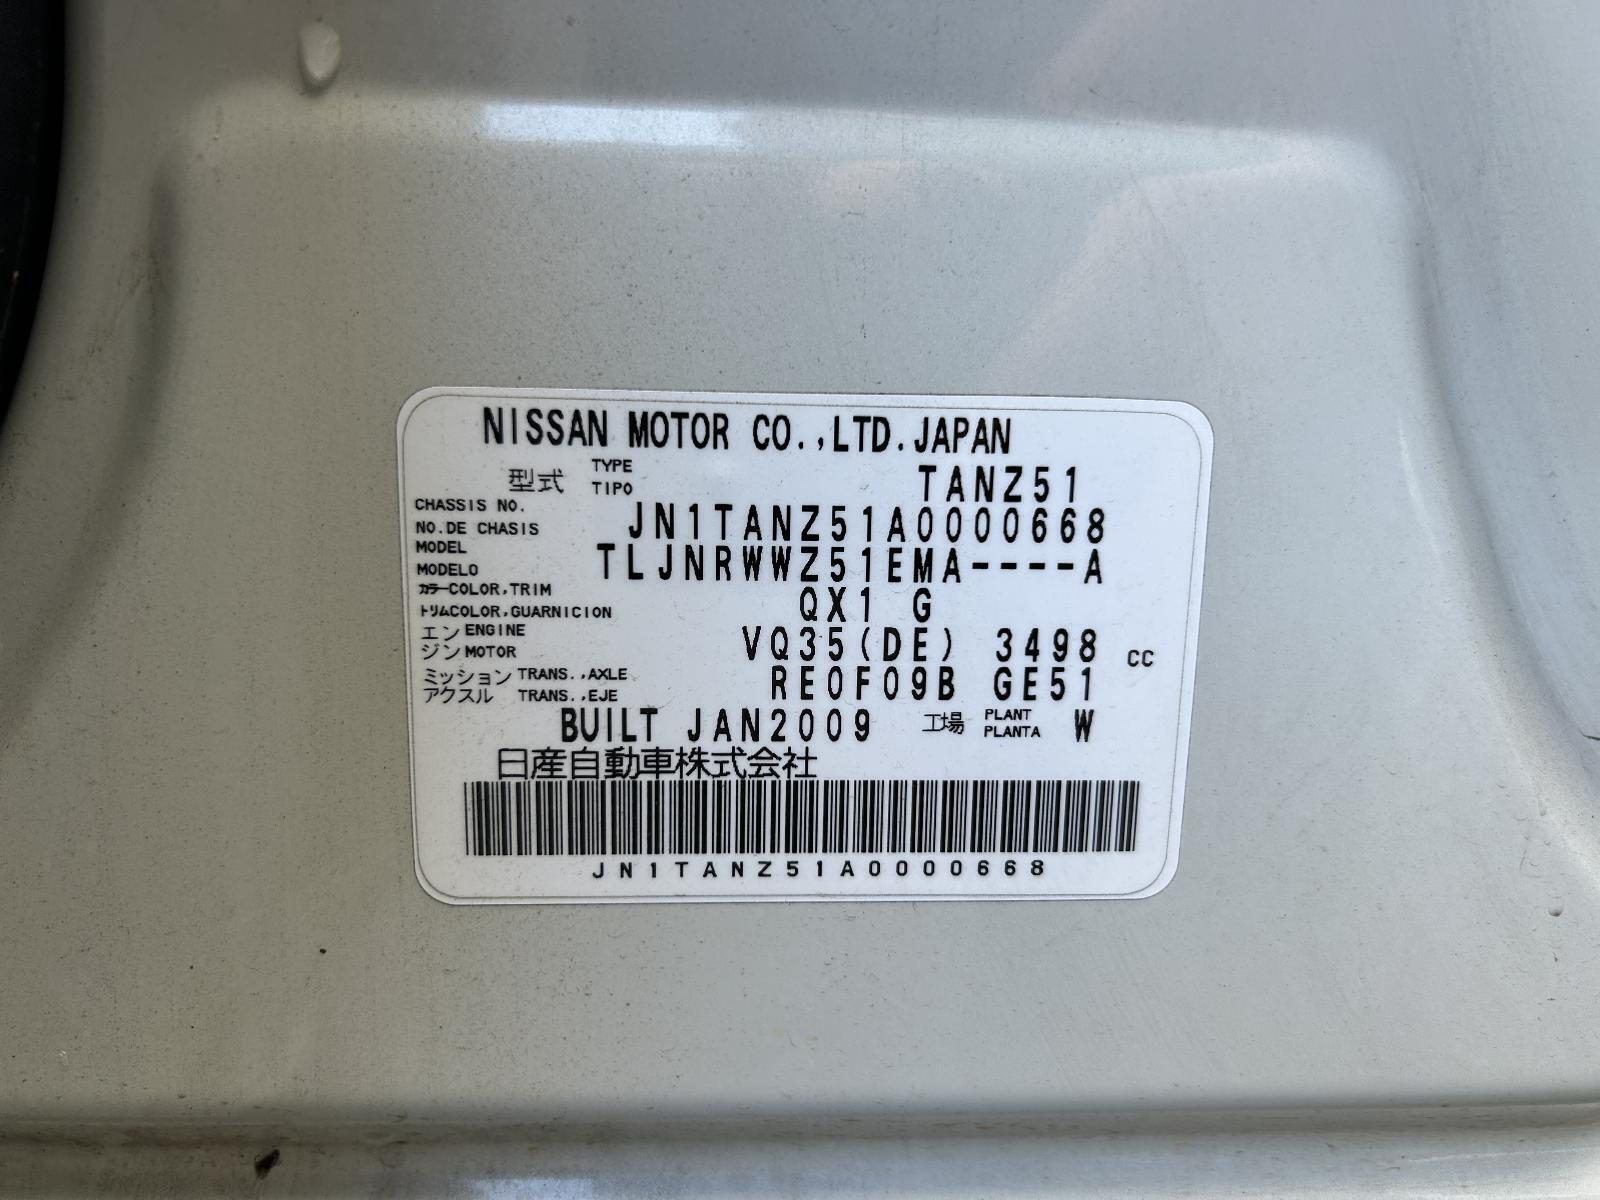 NISSAN MOTOR CO.,LTD.JAPAN
型式 TYPE TIPO TANZ51
CHASSIS NO.
NO.DE CHASIS JN1TANZ51A0000668
MODEL
MODELO TLJNRWWZ51EMA----A
カラーCOLOR,TRIM
トリムCOLOR,GUARNICION QX1 G
エンジン ENGINE MOTOR VQ35(DE) 3498 CC
ミッション TRANS.,AXLE
アクスル TRANS.,EJE RE0F09B GE51
BUILT JAN2009 工場 PLANT PLANTA W
日産自動車株式会社
JN1TANZ51A0000668